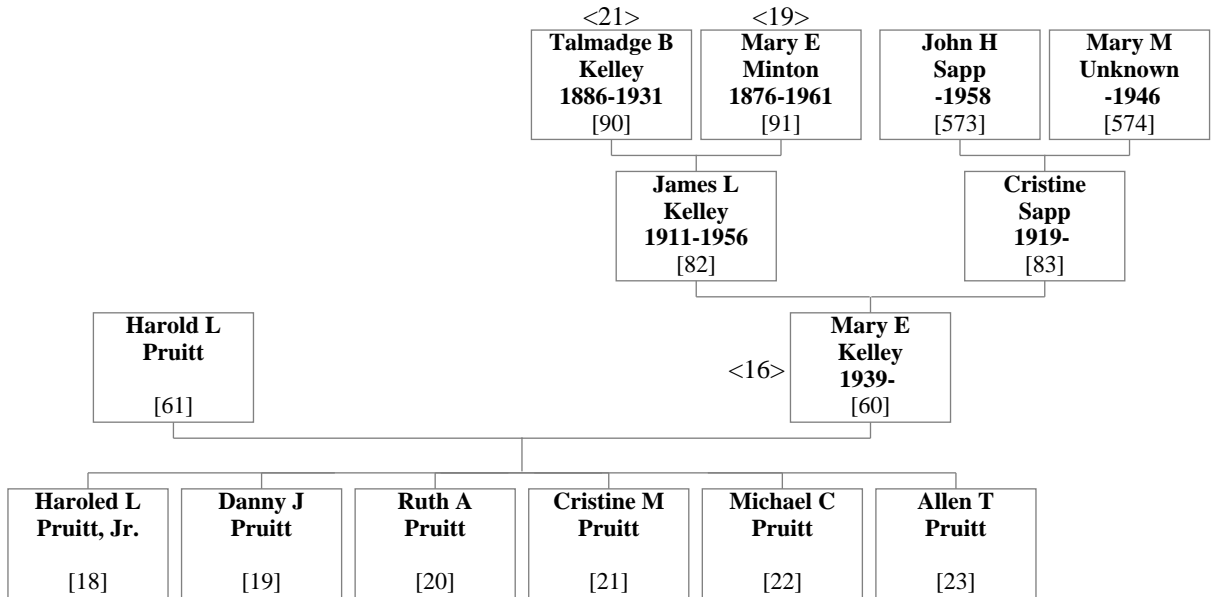 <21>
<19>
Talmadge B
Kelley
1886-1931
[90]
Mary E
Minton
1876-1961
[91]
John H
Sapp
-1958
[573]
Mary M
Unknown
-1946
[574]
James L
Kelley
1911-1956
[82]
Cristine
Sapp
1919-
[83]
Harold L
Pruitt
[61]
<16>
Mary E
Kelley
1939-
[60]
Haroled L
Pruitt, Jr.
[18]
Danny J
Pruitt
[19]
Ruth A
Pruitt
[20]
Cristine M
Pruitt
[21]
Michael C
Pruitt
[22]
Allen T
Pruitt
[23]